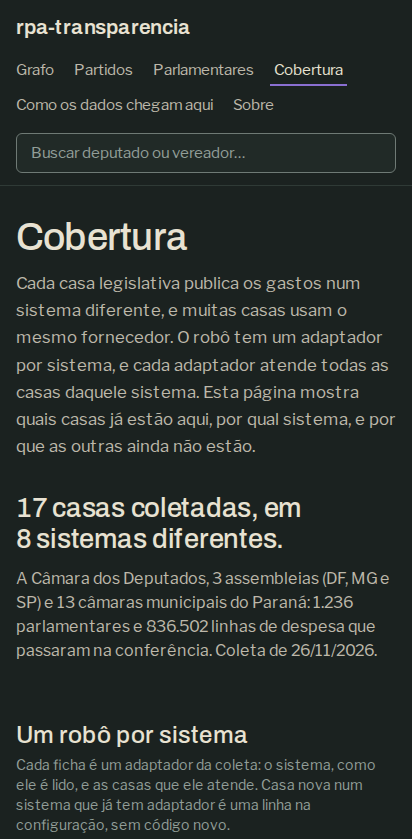 rpa-transparencia
Grafo Partidos Parlamentares Cobertura
Como os dados chegam aqui Sobre
Buscar deputado ou vereador...
Cobertura
Cada casa legislativa publica os gastos num
sistema diferente, e muitas casas usam o
mesmo fornecedor. O robô tem um adaptador
por sistema, e cada adaptador atende todas as
casas daquele sistema. Esta página mostra
quais casas já estão aqui, por qual sistema, e por
que as outras ainda não estão.
17 casas coletadas, em
8 sistemas diferentes.
A Câmara dos Deputados, 3 assembleias (DF, MG e
SP) e 13 câmaras municipais do Paraná: 1.236
parlamentares e 836.502 linhas de despesa que
passaram na conferência. Coleta de 26/11/2026.
Um robô por sistema
Cada ficha é um adaptador da coleta: o sistema, como
ele é lido, e as casas que ele atende. Casa nova num
sistema que já tem adaptador é uma linha na
configuração, sem código novo.